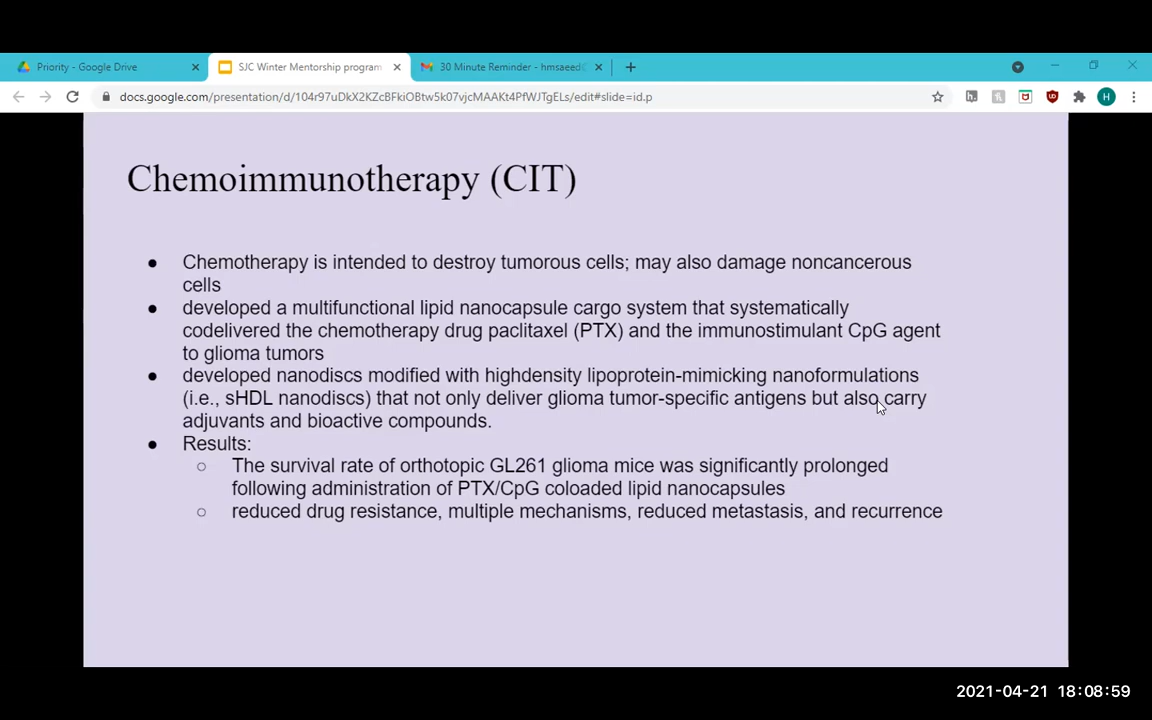 Priority - Google Drive
SJC Winter Mentorship program
30 Minute Reminder - hmsaeed
docs.google.com/presentation/d/104r97uDkX2KZcBFkiOBtw5k07vjcMAAKt4PfWJTgELs/edit#slide=id.p
Chemoimmunotherapy (CIT)
● Chemotherapy is intended to destroy tumorous cells; may also damage noncancerous
cells
● developed a multifunctional lipid nanocapsule cargo system that systematically
codelivered the chemotherapy drug paclitaxel (PTX) and the immunostimulant CpG agent
to glioma tumors
● developed nanodiscs modified with highdensity lipoprotein-mimicking nanoformulations
(i.e., sHDL nanodiscs) that not only deliver glioma tumor-specific antigens but also carry
adjuvants and bioactive compounds.
● Results:
○ The survival rate of orthotopic GL261 glioma mice was significantly prolonged
following administration of PTX/CpG coloaded lipid nanocapsules
○ reduced drug resistance, multiple mechanisms, reduced metastasis, and recurrence
2021-04-21 18:08:59